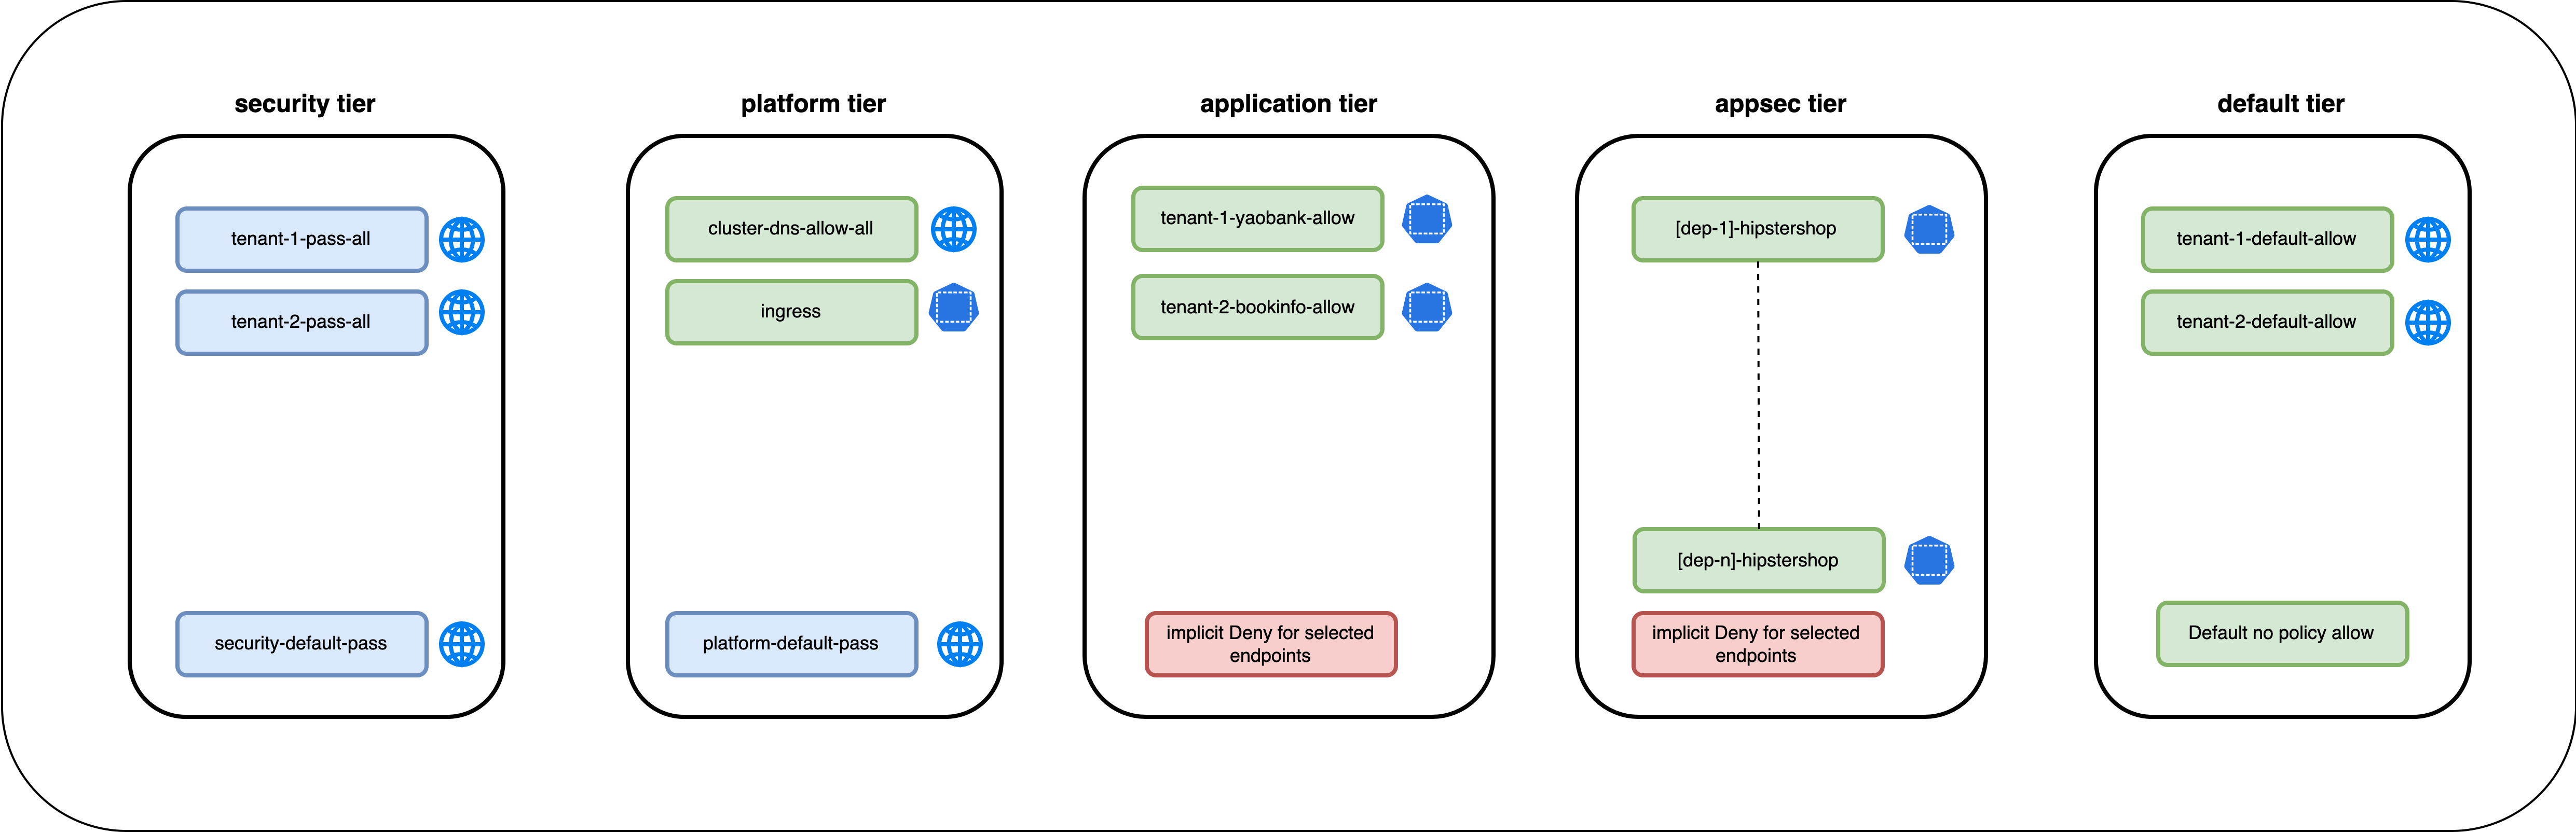 security tier
tenant-1-pass-all
tenant-2-pass-all
security-default-pass
platform tier
cluster-dns-allow-all
ingress
platform-default-pass
application tier
tenant-1-yaobank-allow
tenant-2-bookinfo-allow
implicit Deny for selected
endpoints
appsec tier
[dep-1]-hipstershop
[dep-n]-hipstershop
implicit Deny for selected
endpoints
default tier
tenant-1-default-allow
tenant-2-default-allow
Default no policy allow